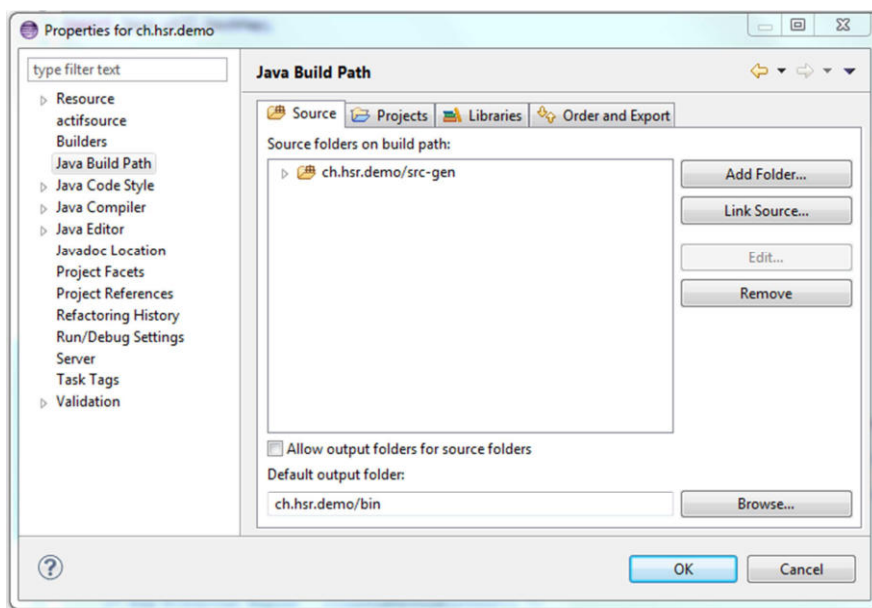 Properties for ch.hsr.demo
type filter text
Resource
actifsource
Builders
Java Build Path
Java Code Style
Java Compiler
Java Editor
Javadoc Location
Project Facets
Project References
Refactoring History
Run/Debug Settings
Server
Task Tags
Validation
Java Build Path
Source Projects Libraries Order and Export
Source folders on build path:
ch.hsr.demo/src-gen
Add Folder...
Link Source...
Edit...
Remove
Allow output folders for source folders
Default output folder:
ch.hsr.demo/bin
Browse...
?
OK
Cancel